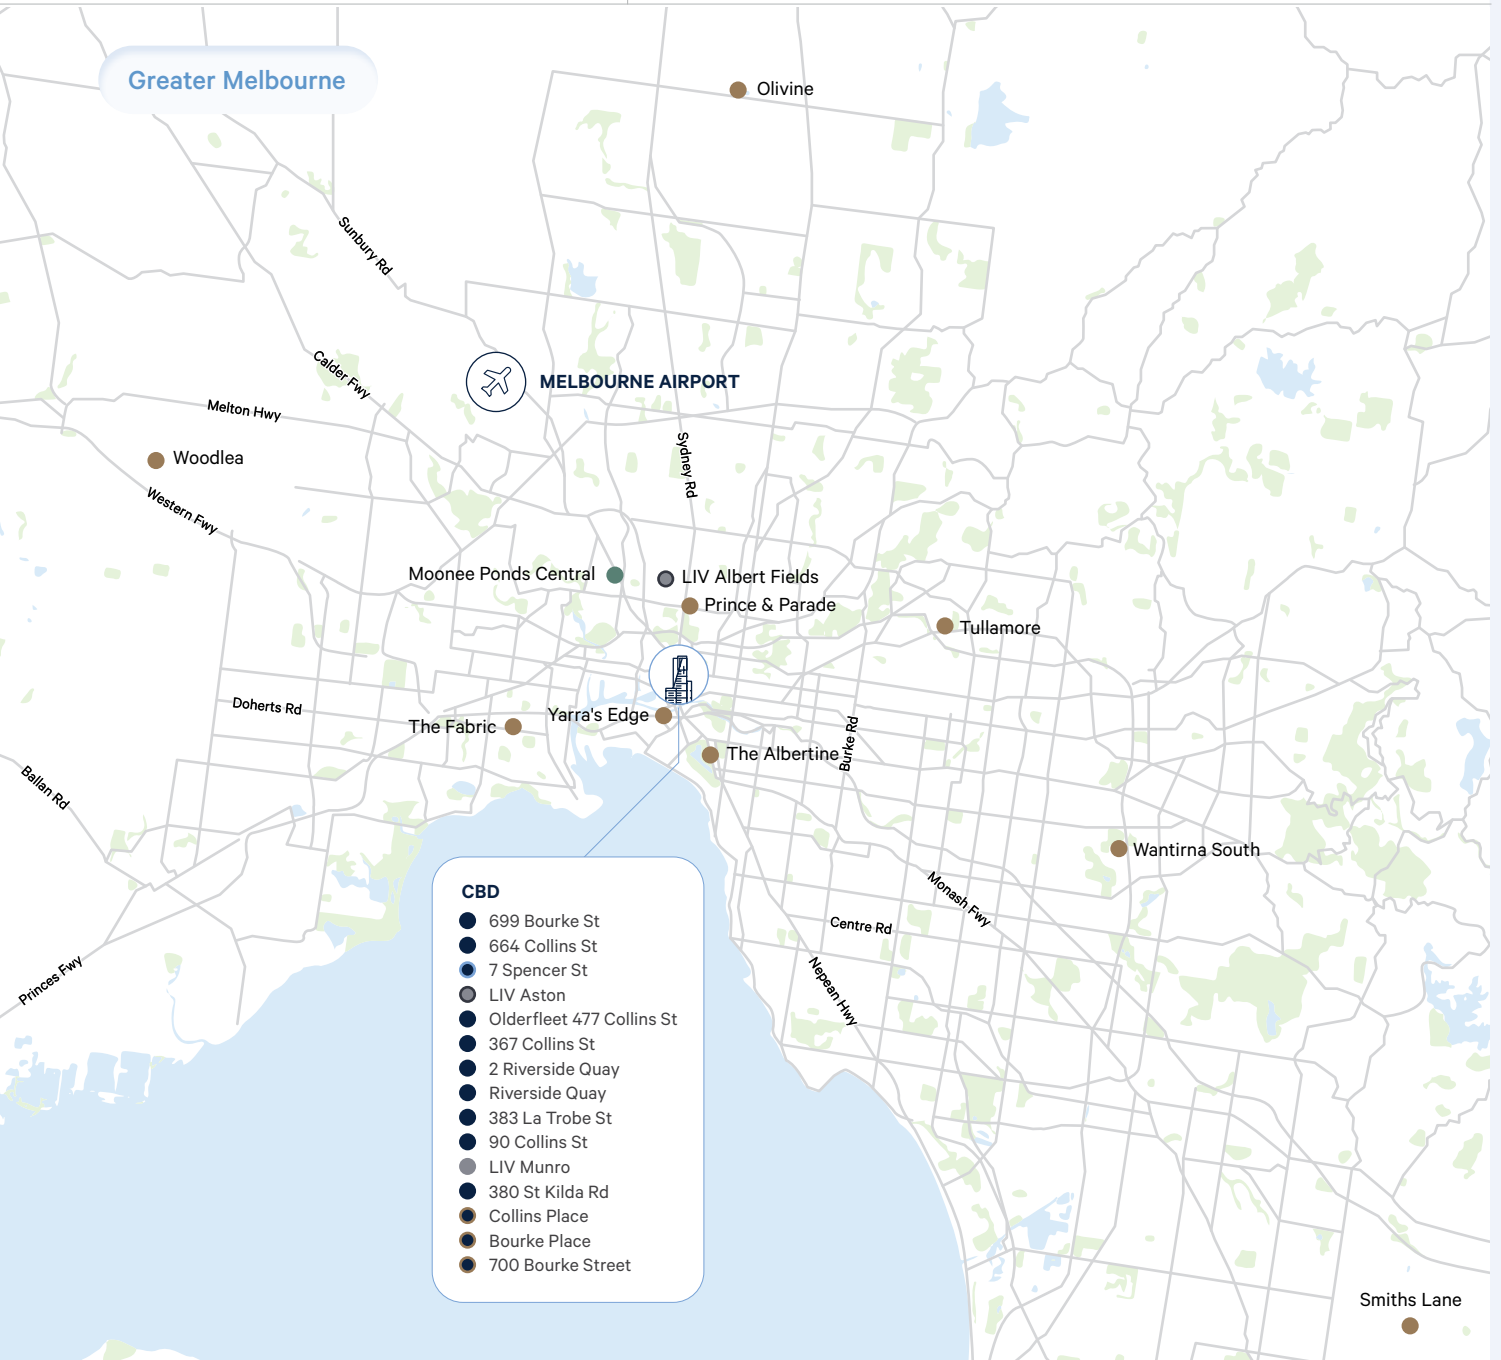 Greater Melbourne
Olivine
Sunbury Rd
Calder Fwy
MELBOURNE AIRPORT
Melton Hwy
Sydney Rd
Woodlea
Western Fwy
Moonee Ponds Central
LIV Albert Fields
Prince & Parade
Tullamore
Doherts Rd
The Fabric
Yarra's Edge
Burke Rd
The Albertine
Ballan Rd
Wantirna South
Monash Fwy
Centre Rd
Nepean Hwy
Princes Fwy
CBD
699 Bourke St
664 Collins St
7 Spencer St
LIV Aston
Olderfleet 477 Collins St
367 Collins St
2 Riverside Quay
Riverside Quay
383 La Trobe St
90 Collins St
LIV Munro
380 St Kilda Rd
Collins Place
Bourke Place
700 Bourke Street
Smiths Lane